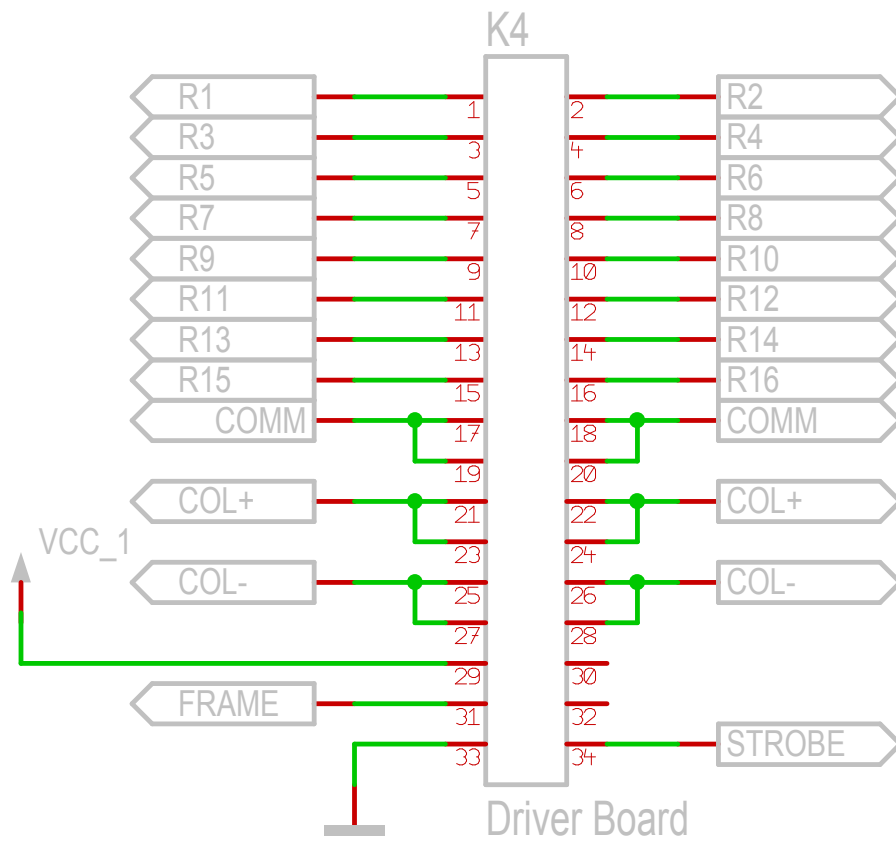 K4
R1 1 2 R2
R3 3 4 R4
R5 5 6 R6
R7 7 8 R8
R9 9 10 R10
R11 11 12 R12
R13 13 14 R14
R15 15 16 R16
COMM 17 18 COMM
19 20
COL+ 21 22 COL+
VCC_1 23 24
COL- 25 26 COL-
27 28
29 30
FRAME 31 32
33 34 STROBE
Driver Board